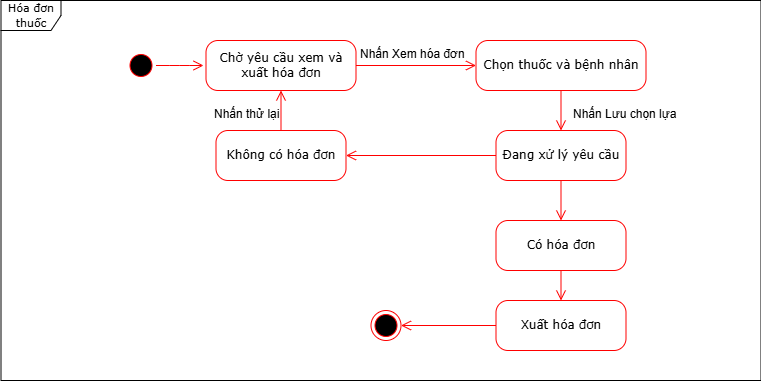 Hóa đơn
thuốc
Chờ yêu cầu xem và
xuất hóa đơn
Nhấn Xem hóa đơn
Chọn thuốc và bệnh nhân
Nhấn thử lại
Nhấn Lưu chọn lựa
Không có hóa đơn
Đang xử lý yêu cầu
Có hóa đơn
Xuất hóa đơn